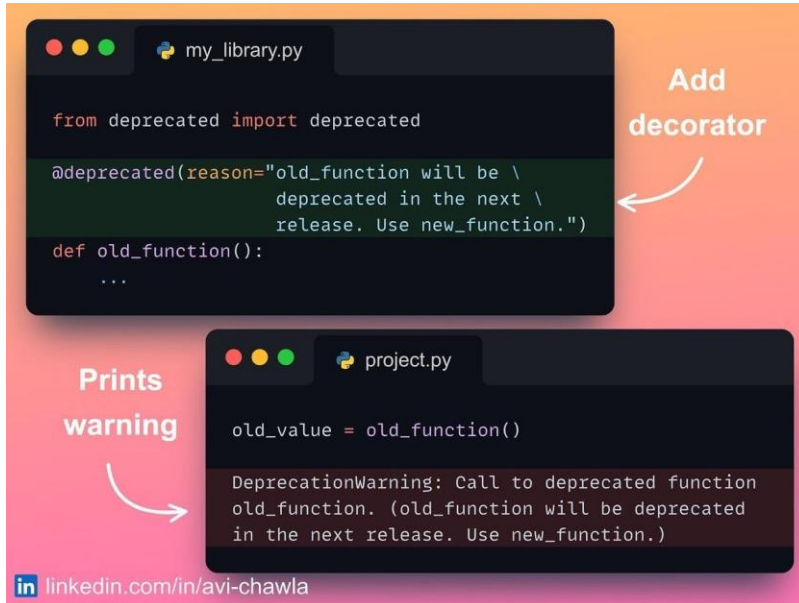 my_library.py
from deprecated import deprecated
@deprecated(reason="old_function will be \
deprecated in the next \
release. Use new_function.")
def old_function():
...
Add
decorator
project.py
old_value = old_function()
DeprecationWarning: Call to deprecated function
old_function. (old_function will be deprecated
in the next release. Use new_function.)
Prints
warning
in linkedin.com/in/avi-chawla